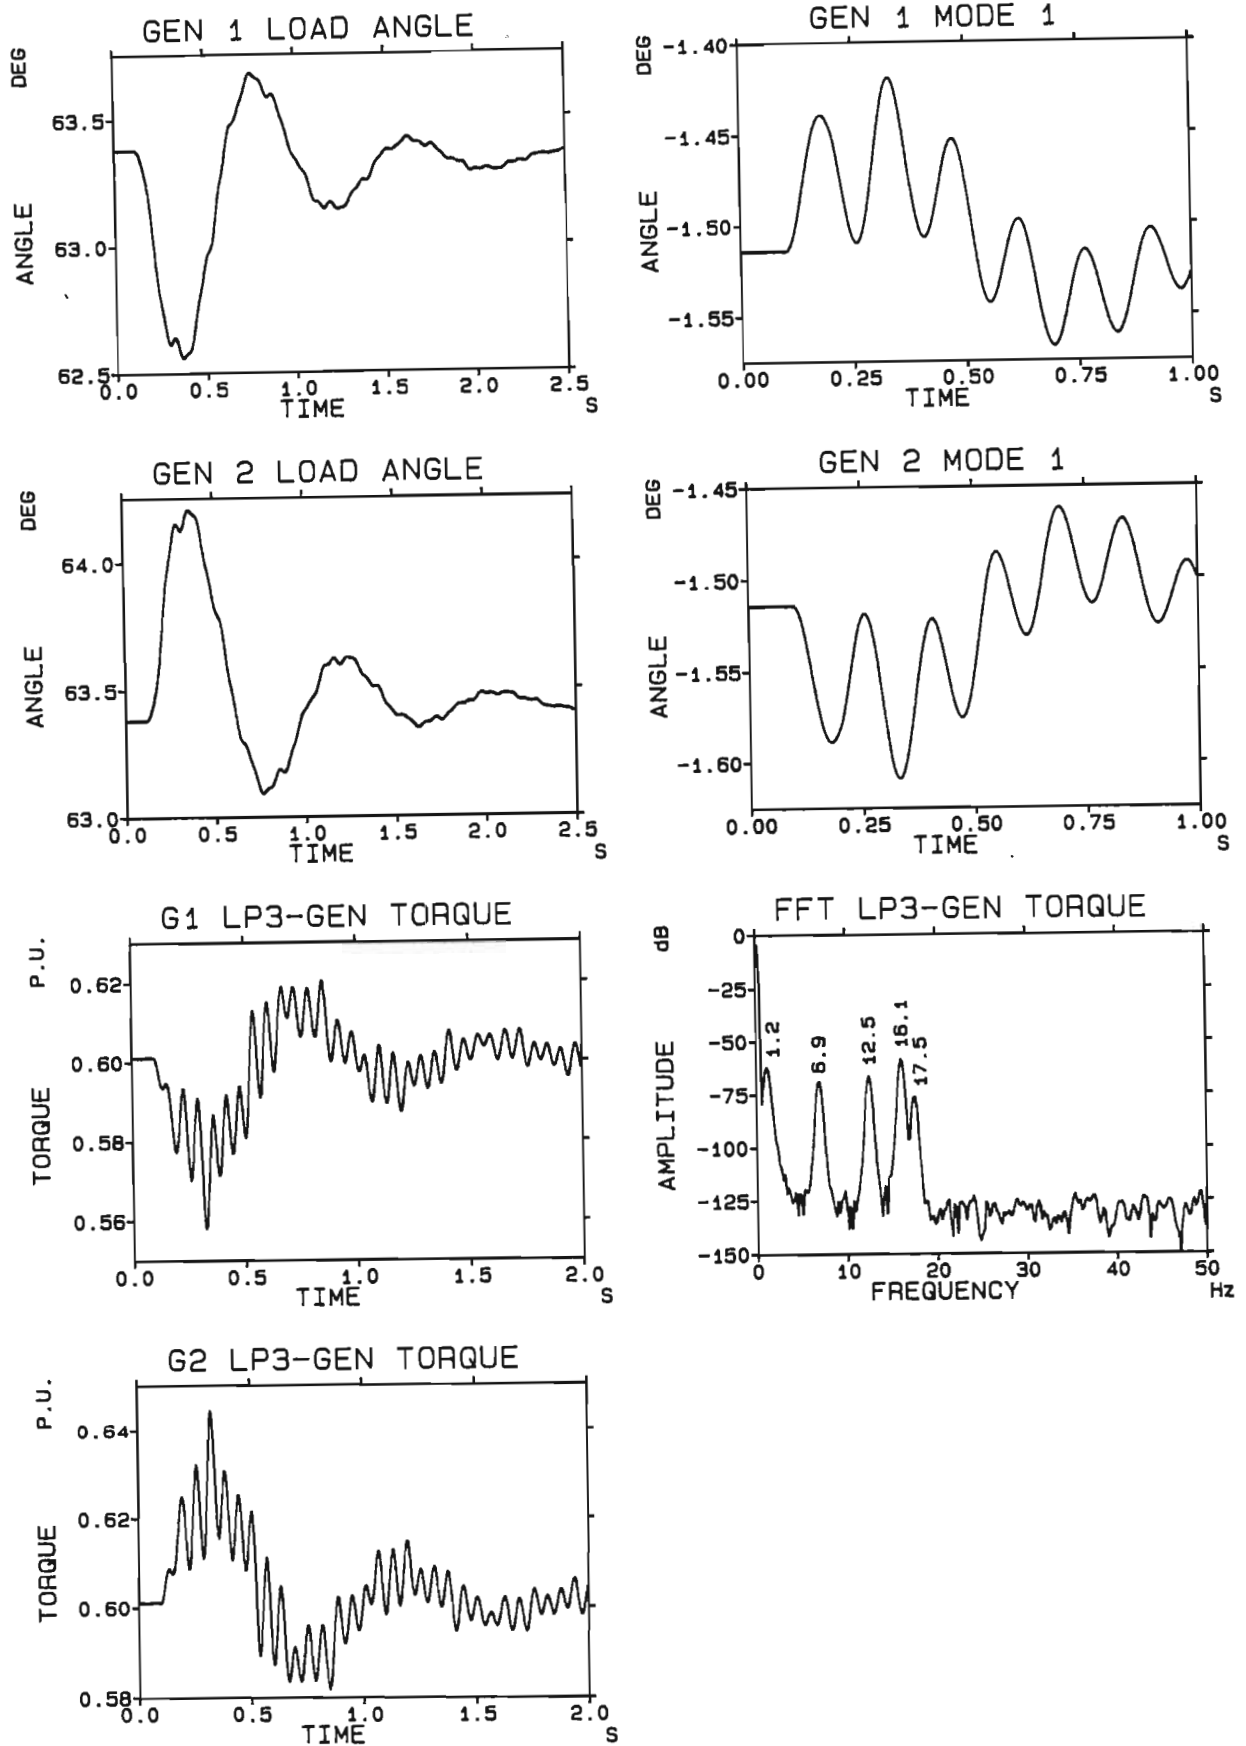 GEN 1 LOAD ANGLE
DEG
ANGLE
63.5
63.0
62.5
0.0 0.5 1.0 1.5 2.0 2.5
TIME
S
GEN 1 MODE 1
DEG
ANGLE
-1.40
-1.45
-1.50
-1.55
0.00 0.25 0.50 0.75 1.00
TIME
S
GEN 2 LOAD ANGLE
DEG
ANGLE
64.0
63.5
63.0
0.0 0.5 1.0 1.5 2.0 2.5
TIME
S
GEN 2 MODE 1
DEG
ANGLE
-1.45
-1.50
-1.55
-1.60
0.00 0.25 0.50 0.75 1.00
TIME
S
G1 LP3-GEN TORQUE
P.U.
TORQUE
0.62
0.60
0.58
0.56
0.0 0.5 1.0 1.5 2.0
TIME
S
FFT LP3-GEN TORQUE
dB
AMPLITUDE
0
-25
-50
-75
-100
-125
-150
1.2
6.9
12.5
16.1
17.5
0 10 20 30 40 50
FREQUENCY
Hz
G2 LP3-GEN TORQUE
P.U.
TORQUE
0.64
0.62
0.60
0.58
0.0 0.5 1.0 1.5 2.0
TIME
S